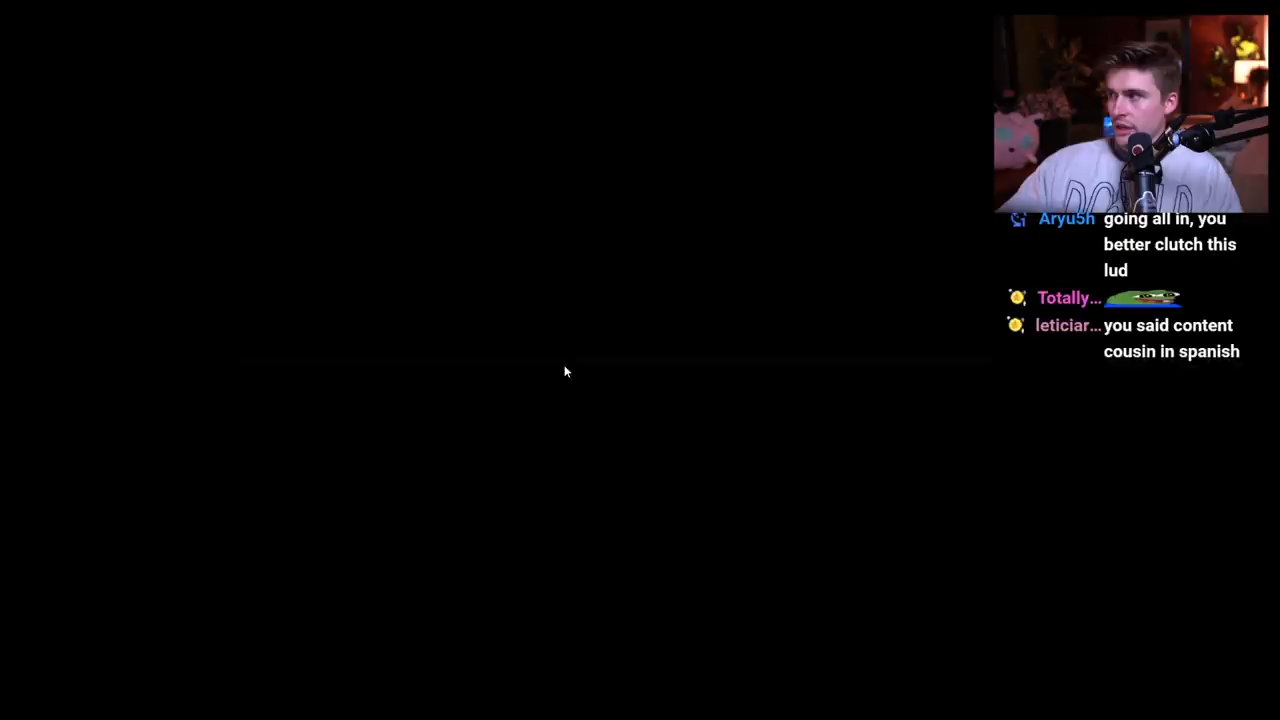 Aryu5h going all in, you
better clutch this
lud
Totally…
leticiar… you said content
cousin in spanish